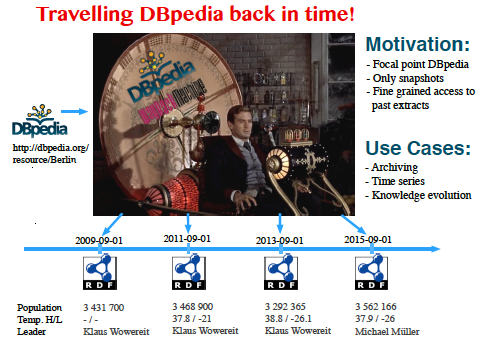 Travelling DBpedia back in time!
Motivation:
- Focal point DBpedia
- Only snapshots
- Fine grained access to
past extracts
DBpedia
DBpedia
http://dbpedia.org/
resource/Berlin
Use Cases:
- Archiving
- Time series
- Knowledge evolution
2009-09-01 2011-09-01 2013-09-01 2015-09-01
RDF RDF RDF RDF
Population 3 431 700 3 468 900 3 292 365 3 562 166
Temp. H/L - / - 37.8 / -21 38.8 / -26.1 37.9 / -26
Leader Klaus Wowereit Klaus Wowereit Klaus Wowereit Michael Müller